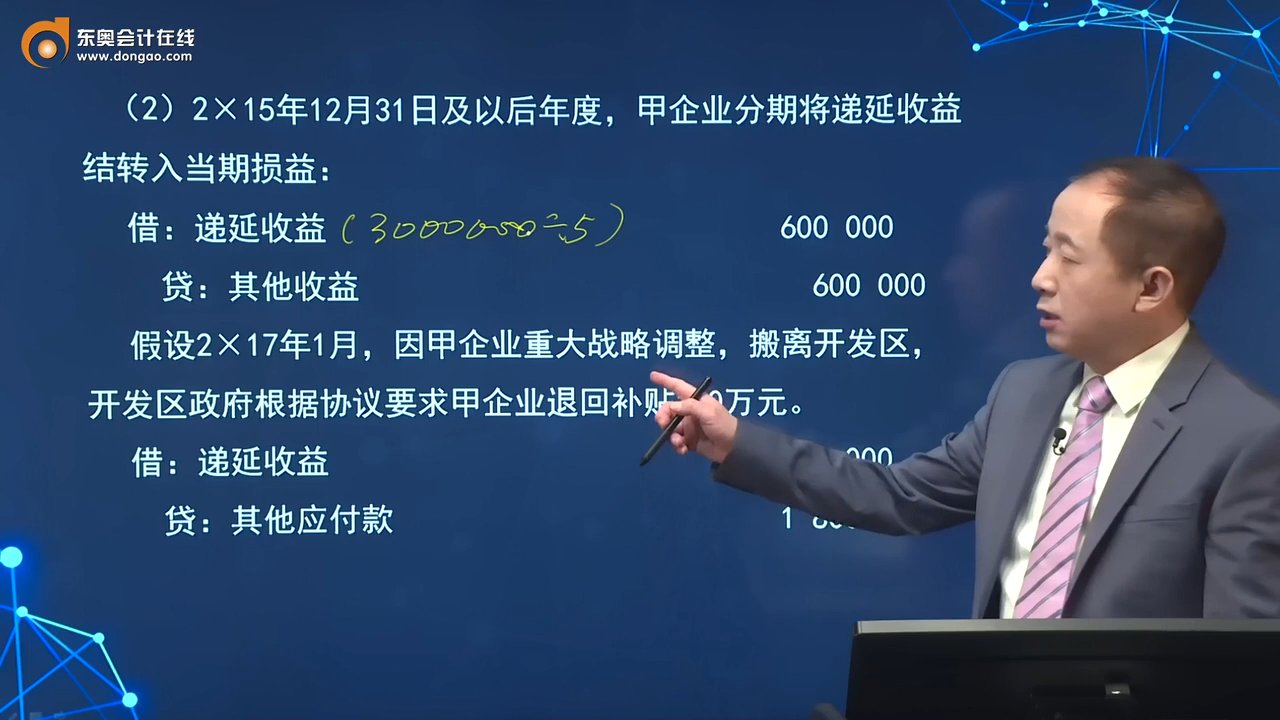 东奥会计在线
www.dongao.com
（2）2×15年12月31日及以后年度，甲企业分期将递延收益
结转入当期损益：
借：递延收益（3000000÷5） 600 000
贷：其他收益 600 000
假设2×17年1月，因甲企业重大战略调整，搬离开发区，
开发区政府根据协议要求甲企业退回补贴 0万元。
借：递延收益 000
贷：其他应付款 1